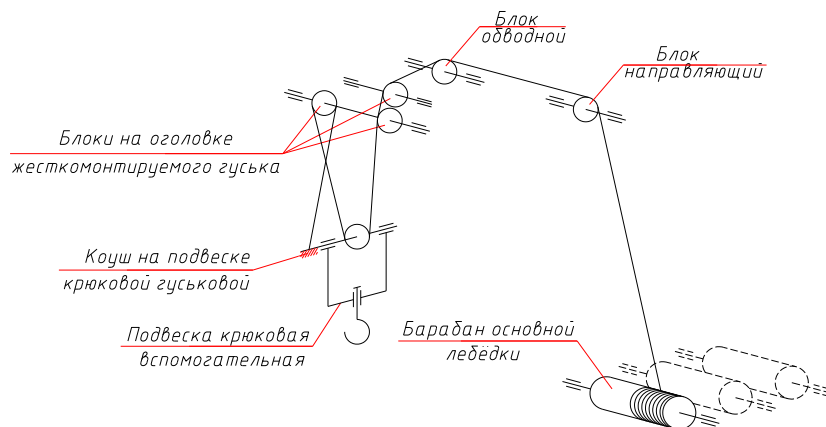 Блок
обводной
Блок
направляющий
Блоки на оголовке
жесткомонтируемого гуська
Коуш на подвеске
крюковой гуськовой
Подвеска крюковая
вспомогательная
Барабан основной
лебёдки